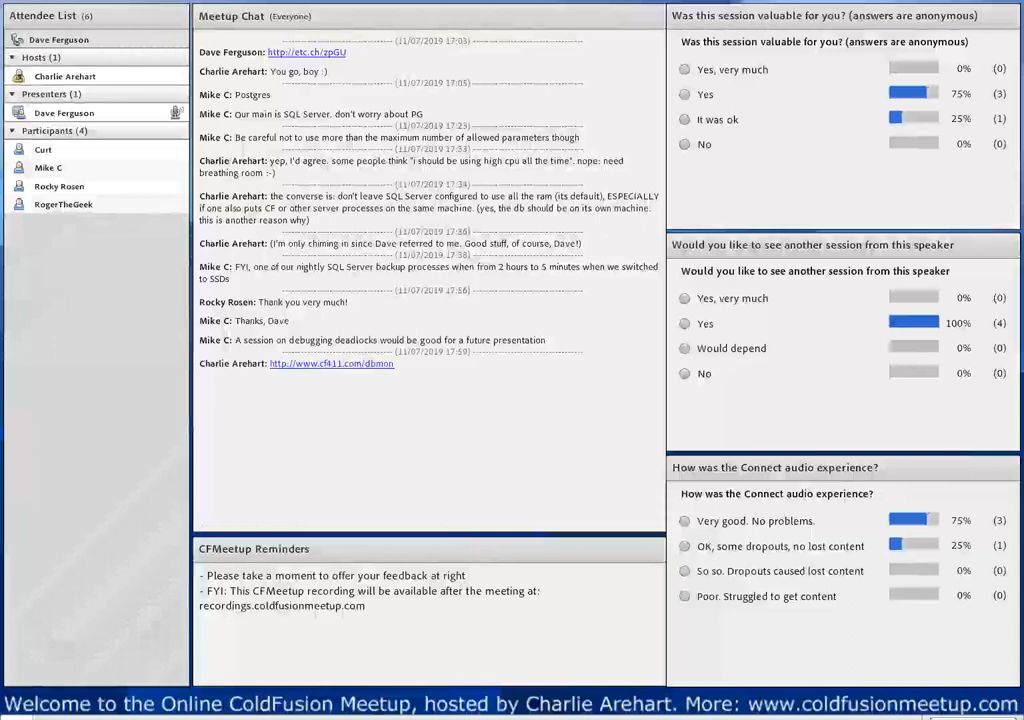 Attendee List (6)
Dave Ferguson
Hosts (1)
Charlie Arehart
Presenters (1)
Dave Ferguson
Participants (4)
Curt
Mike C
Rocky Rosen
RogerTheGeek
Meetup Chat (Everyone)
(11/07/2019 17:03)
Dave Ferguson: http://etc.ch/zpGU
Charlie Arehart: You go, boy :)
(11/07/2019 17:05)
Mike C: Postgres
Mike C: Our main is SQL Server, don't worry about PG
(11/07/2019 17:23)
Mike C: Be careful not to use more than the maximum number of allowed parameters though
(11/07/2019 17:33)
Charlie Arehart: yep, I'd agree. some people think "i should be using high cpu all the time". nope: need
breathing room :-)
(11/07/2019 17:34)
Charlie Arehart: the converse is: don't leave SQL Server configured to use all the ram (its default), ESPECIALLY
if one also puts CF or other server processes on the same machine. (yes, the db should be on its own machine.
this is another reason why)
(11/07/2019 17:36)
Charlie Arehart: (I'm only chiming in since Dave referred to me. Good stuff, of course, Dave!)
(11/07/2019 17:38)
Mike C: FYI, one of our nightly SQL Server backup processes when from 2 hours to 5 minutes when we switched
to SSDs
(11/07/2019 17:56)
Rocky Rosen: Thank you very much!
Mike C: Thanks, Dave
Mike C: A session on debugging deadlocks would be good for a future presentation
(11/07/2019 17:59)
Charlie Arehart: http://www.cf411.com/dbmon
CFMeetup Reminders
- Please take a moment to offer your feedback at right
- FYI: This CFMeetup recording will be available after the meeting at:
recordings.coldfusionmeetup.com
Was this session valuable for you? (answers are anonymous)
Was this session valuable for you? (answers are anonymous)
Yes, very much 0% (0)
Yes 75% (3)
It was ok 25% (1)
No 0% (0)
Would you like to see another session from this speaker
Would you like to see another session from this speaker
Yes, very much 0% (0)
Yes 100% (4)
Would depend 0% (0)
No 0% (0)
How was the Connect audio experience?
How was the Connect audio experience?
Very good. No problems. 75% (3)
OK, some dropouts, no lost content 25% (1)
So so. Dropouts caused lost content 0% (0)
Poor. Struggled to get content 0% (0)
Welcome to the Online ColdFusion Meetup, hosted by Charlie Arehart. More: www.coldfusionmeetup.com